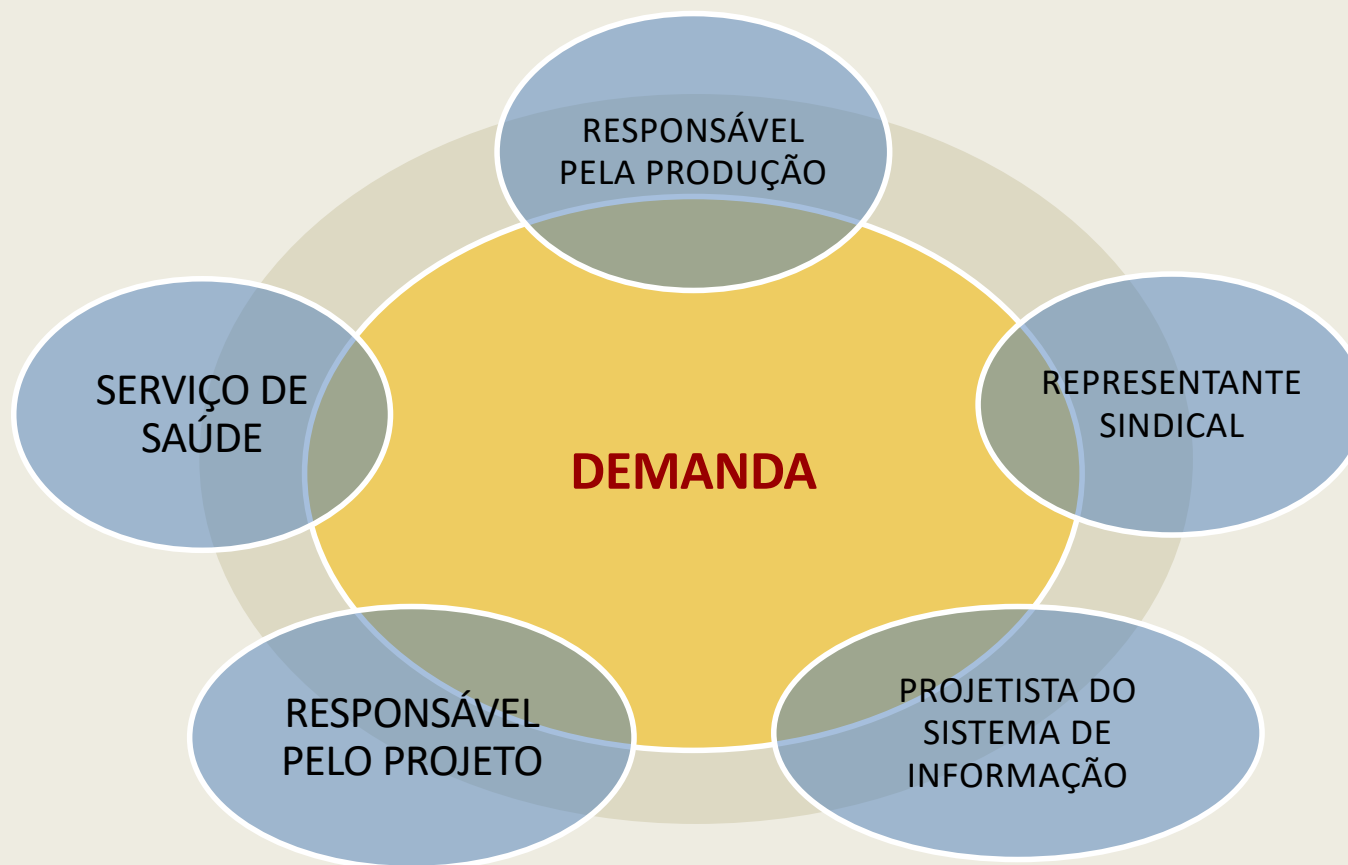 RESPONSÁVEL
PELA PRODUÇÃO
SERVIÇO DE
SAÚDE
REPRESENTANTE
SINDICAL
DEMANDA
RESPONSÁVEL
PELO PROJETO
PROJETISTA DO
SISTEMA DE
INFORMAÇÃO